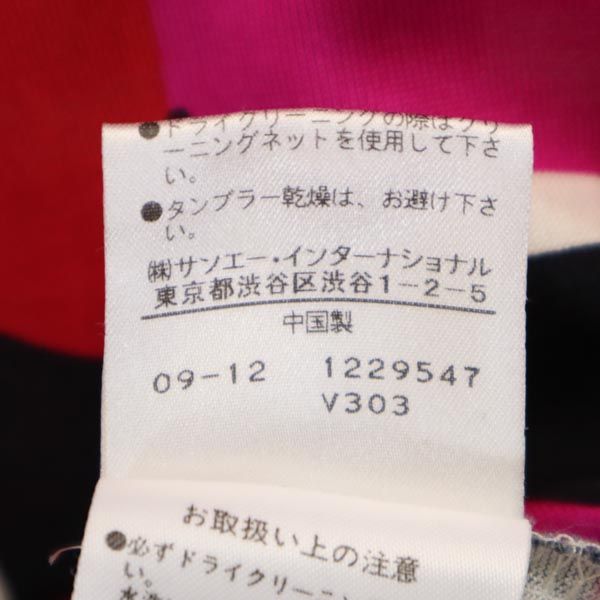 ●ドライクリーニングの際はクリ
ーニングネットを使用して下さ
い。
●タンブラー乾燥は、お避け下さ
い。
㈱サンエー・インターナショナル
東京都渋谷区渋谷1-2-5
中国製
09-12 1229547
V303
お取扱い上の注意
●必ずドライクリーニン
い。